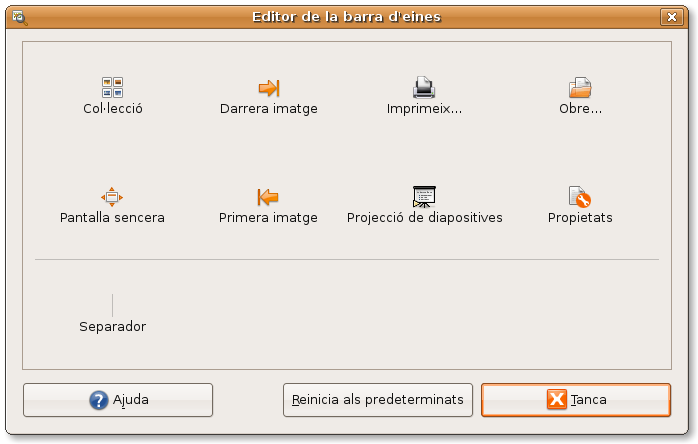 Editor de la barra d'eines
Col·lecció
Darrera imatge
Imprimeix...
Obre...
Pantalla sencera
Primera imatge
Projecció de diapositives
Propietats
Separador
Ajuda
Reinicia als predeterminats
Tanca